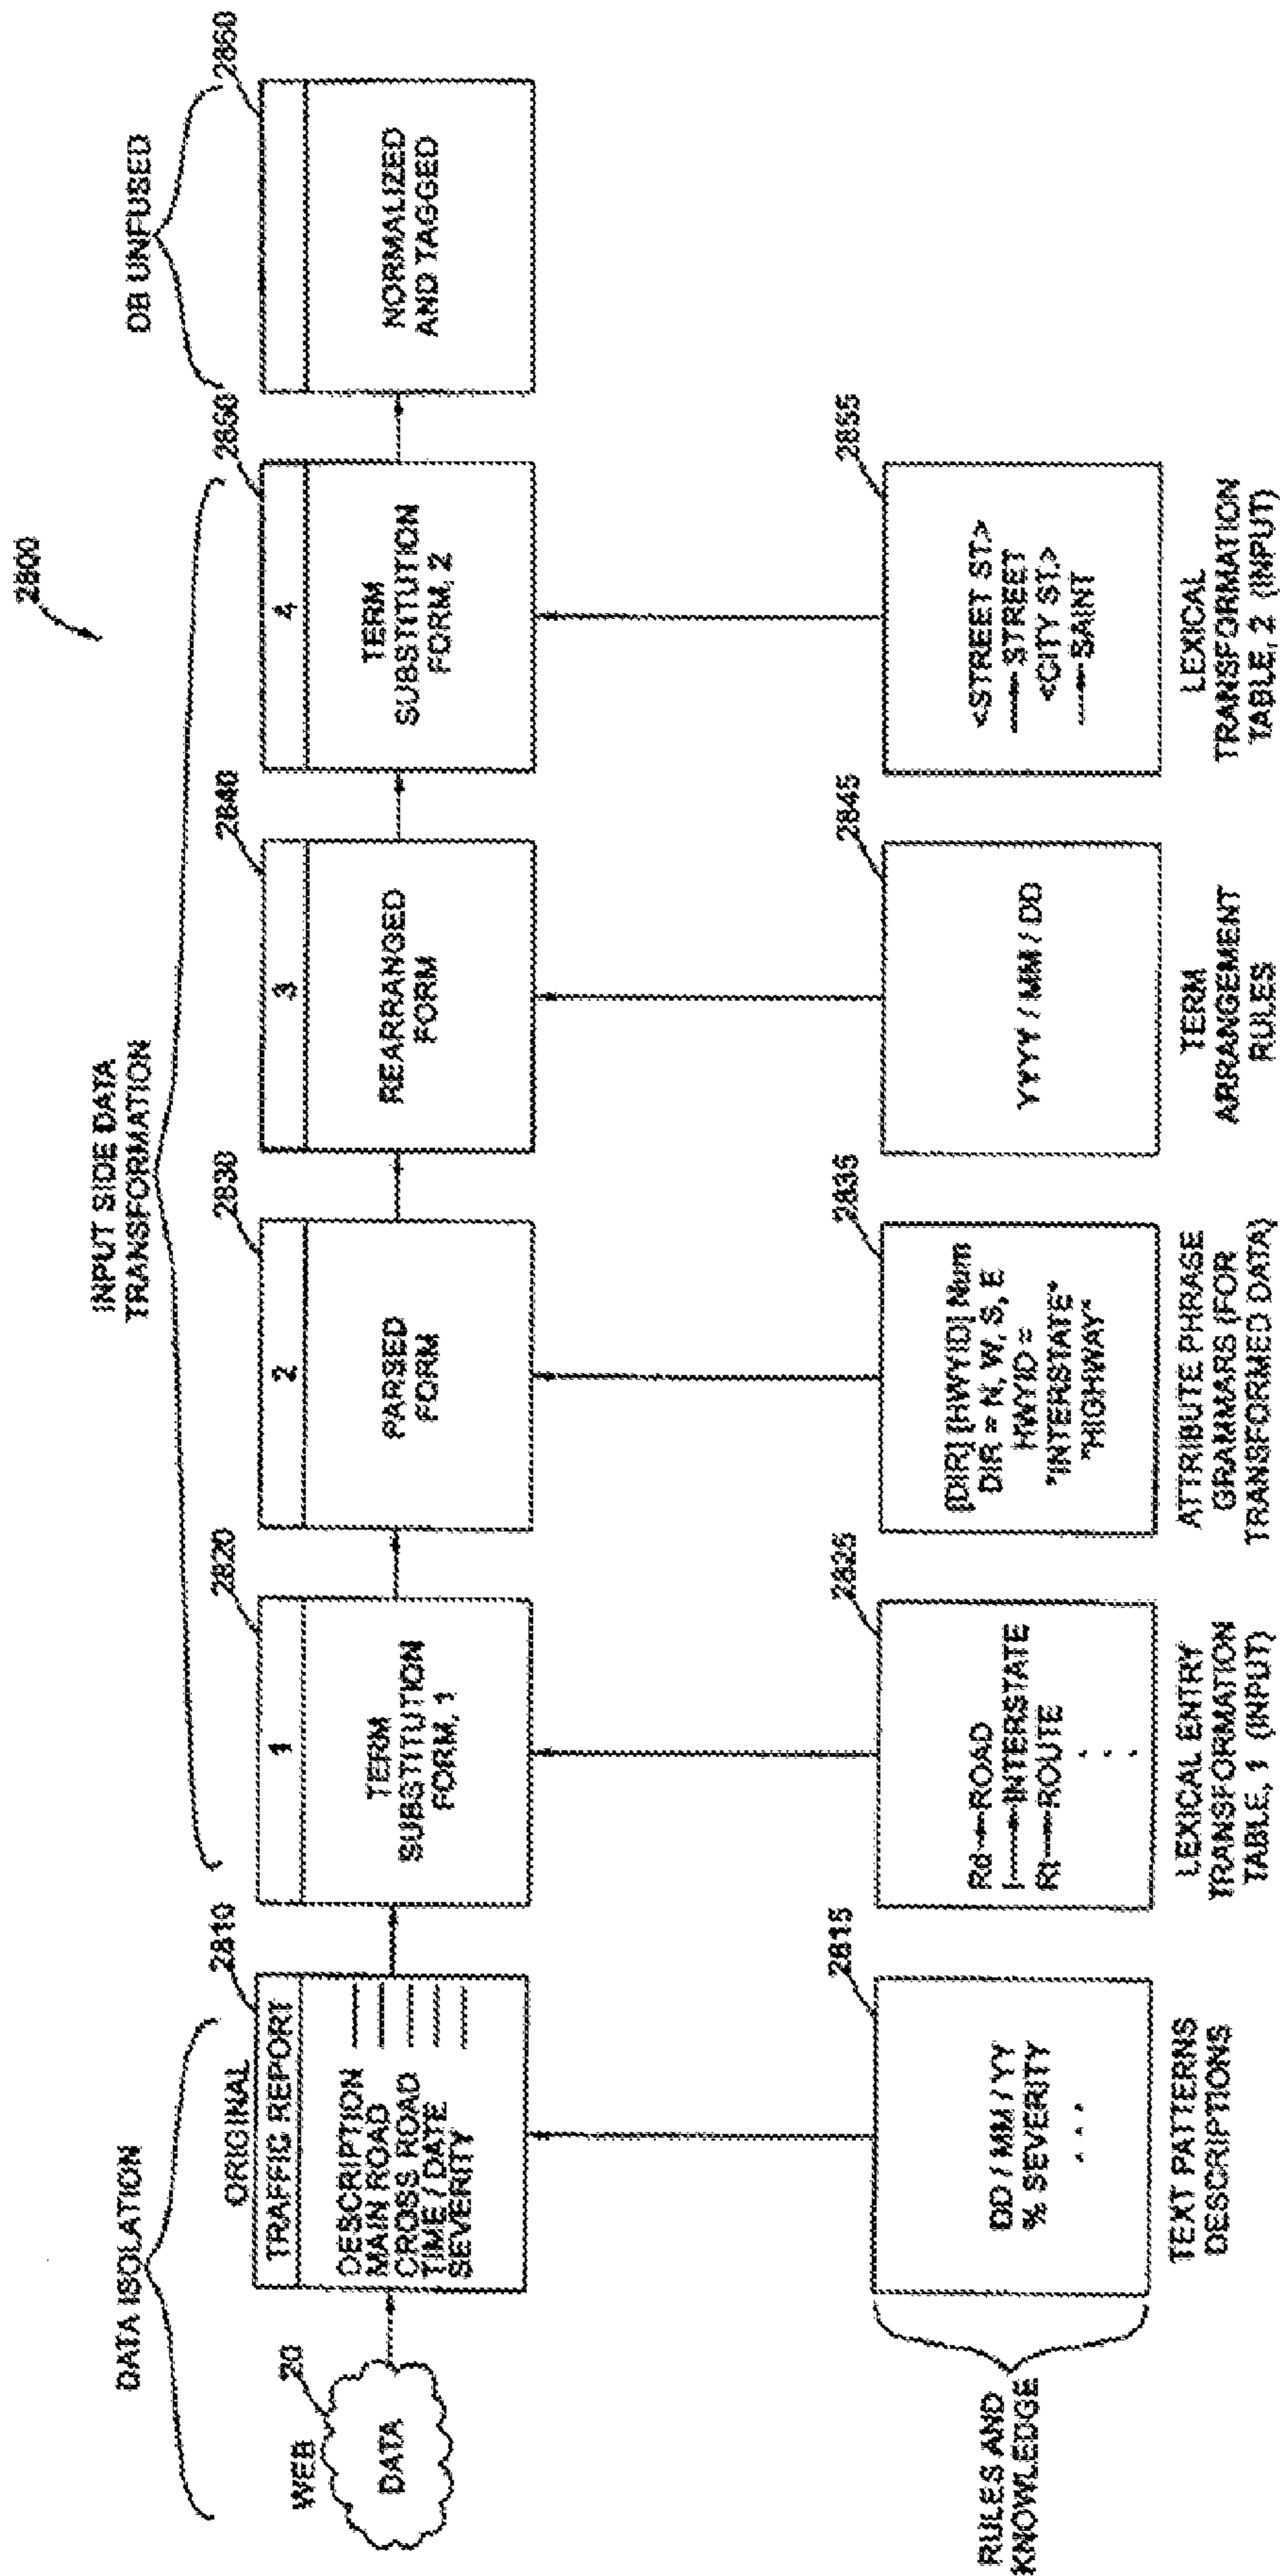 2800
DATA ISOLATION
INPUT SIDE DATA
TRANSFORMATION
DB UNFUSED
WEB
20
DATA
ORIGINAL
2810
TRAFFIC REPORT
DESCRIPTION
MAIN ROAD
CROSS ROAD
TIME / DATE
SEVERITY
2820
1
TERM
SUBSTITUTION
FORM, 1
2830
2
PARSED
FORM
2840
3
REARRANGED
FORM
2850
4
TERM
SUBSTITUTION
FORM, 2
2860
NORMALIZED
AND TAGGED
RULES AND
KNOWLEDGE
2815
DD / MM / YY
% SEVERITY
. . .
TEXT PATTERNS
DESCRIPTIONS
2825
Rd→ROAD
I→INTERSTATE
Rt→ROUTE
. . .
LEXICAL ENTRY
TRANSFORMATION
TABLE, 1 (INPUT)
2835
[DIR] [HWYID] Num
DIR = N, W, S, E
HWYID =
"INTERSTATE"
"HIGHWAY"
ATTRIBUTE PHRASE
GRAMMARS (FOR
TRANSFORMED DATA)
2845
YYYY / MM / DD
TERM
ARRANGEMENT
RULES
2855
<STREET ST.>
→STREET
<CITY ST.>
→SAINT
LEXICAL
TRANSFORMATION
TABLE, 2 (INPUT)